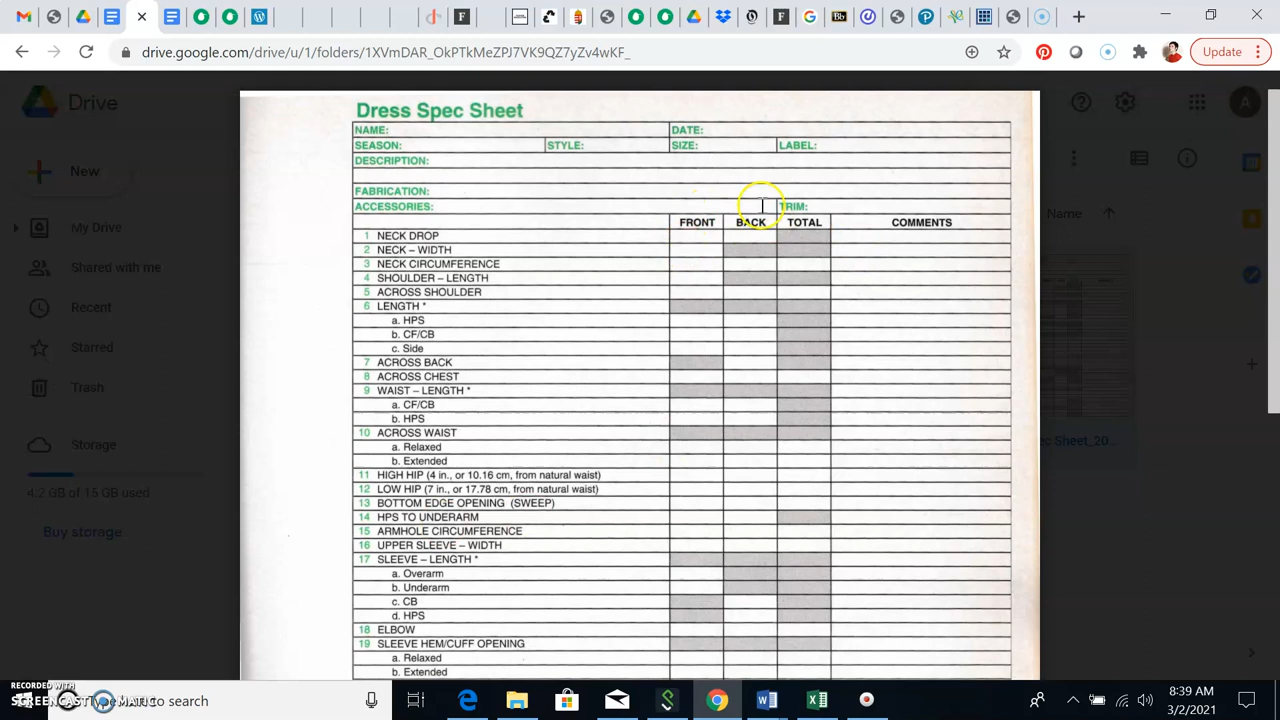 drive.google.com/drive/u/1/folders/1XVmDAR_OkPTkMeZPJ7VK9QZ7yZv4wKF_
Update
Drive
New
My Drive
Shared with me
Recent
Starred
Trash
Storage
4.2 GB of 15 GB used
Buy storage
A
Name
Dress Spec Sheet
NAME: DATE:
SEASON: STYLE: SIZE: LABEL:
DESCRIPTION:
FABRICATION:
ACCESSORIES: TRIM:
FRONT BACK TOTAL COMMENTS
1 NECK DROP
2 NECK – WIDTH
3 NECK CIRCUMFERENCE
4 SHOULDER – LENGTH
5 ACROSS SHOULDER
6 LENGTH *
a. HPS
b. CF/CB
c. Side
7 ACROSS BACK
8 ACROSS CHEST
9 WAIST – LENGTH *
a. CF/CB
b. HPS
10 ACROSS WAIST
a. Relaxed
b. Extended
11 HIGH HIP (4 in., or 10.16 cm, from natural waist)
12 LOW HIP (7 in., or 17.78 cm, from natural waist)
13 BOTTOM EDGE OPENING (SWEEP)
14 HPS TO UNDERARM
15 ARMHOLE CIRCUMFERENCE
16 UPPER SLEEVE – WIDTH
17 SLEEVE – LENGTH *
a. Overarm
b. Underarm
c. CB
d. HPS
18 ELBOW
19 SLEEVE HEM/CUFF OPENING
a. Relaxed
b. Extended
Spec Sheet_20
RECORDED WITH
SCREENCAST MATIC
Type here to search
8:39 AM
3/2/2021